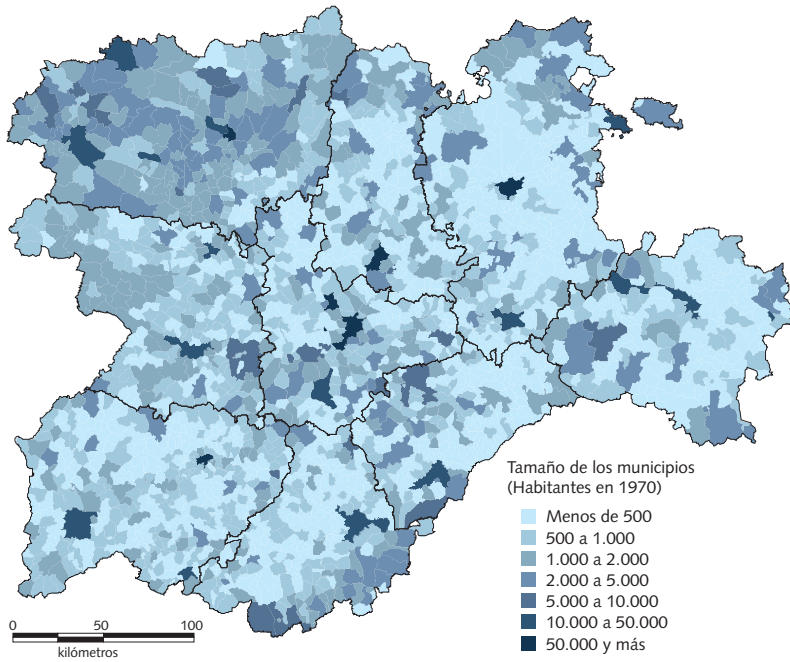 Tamaño de los municipios
(Habitantes en 1970)
Menos de 500
500 a 1.000
1.000 a 2.000
2.000 a 5.000
5.000 a 10.000
10.000 a 50.000
50.000 y más
0 50 100
kilómetros